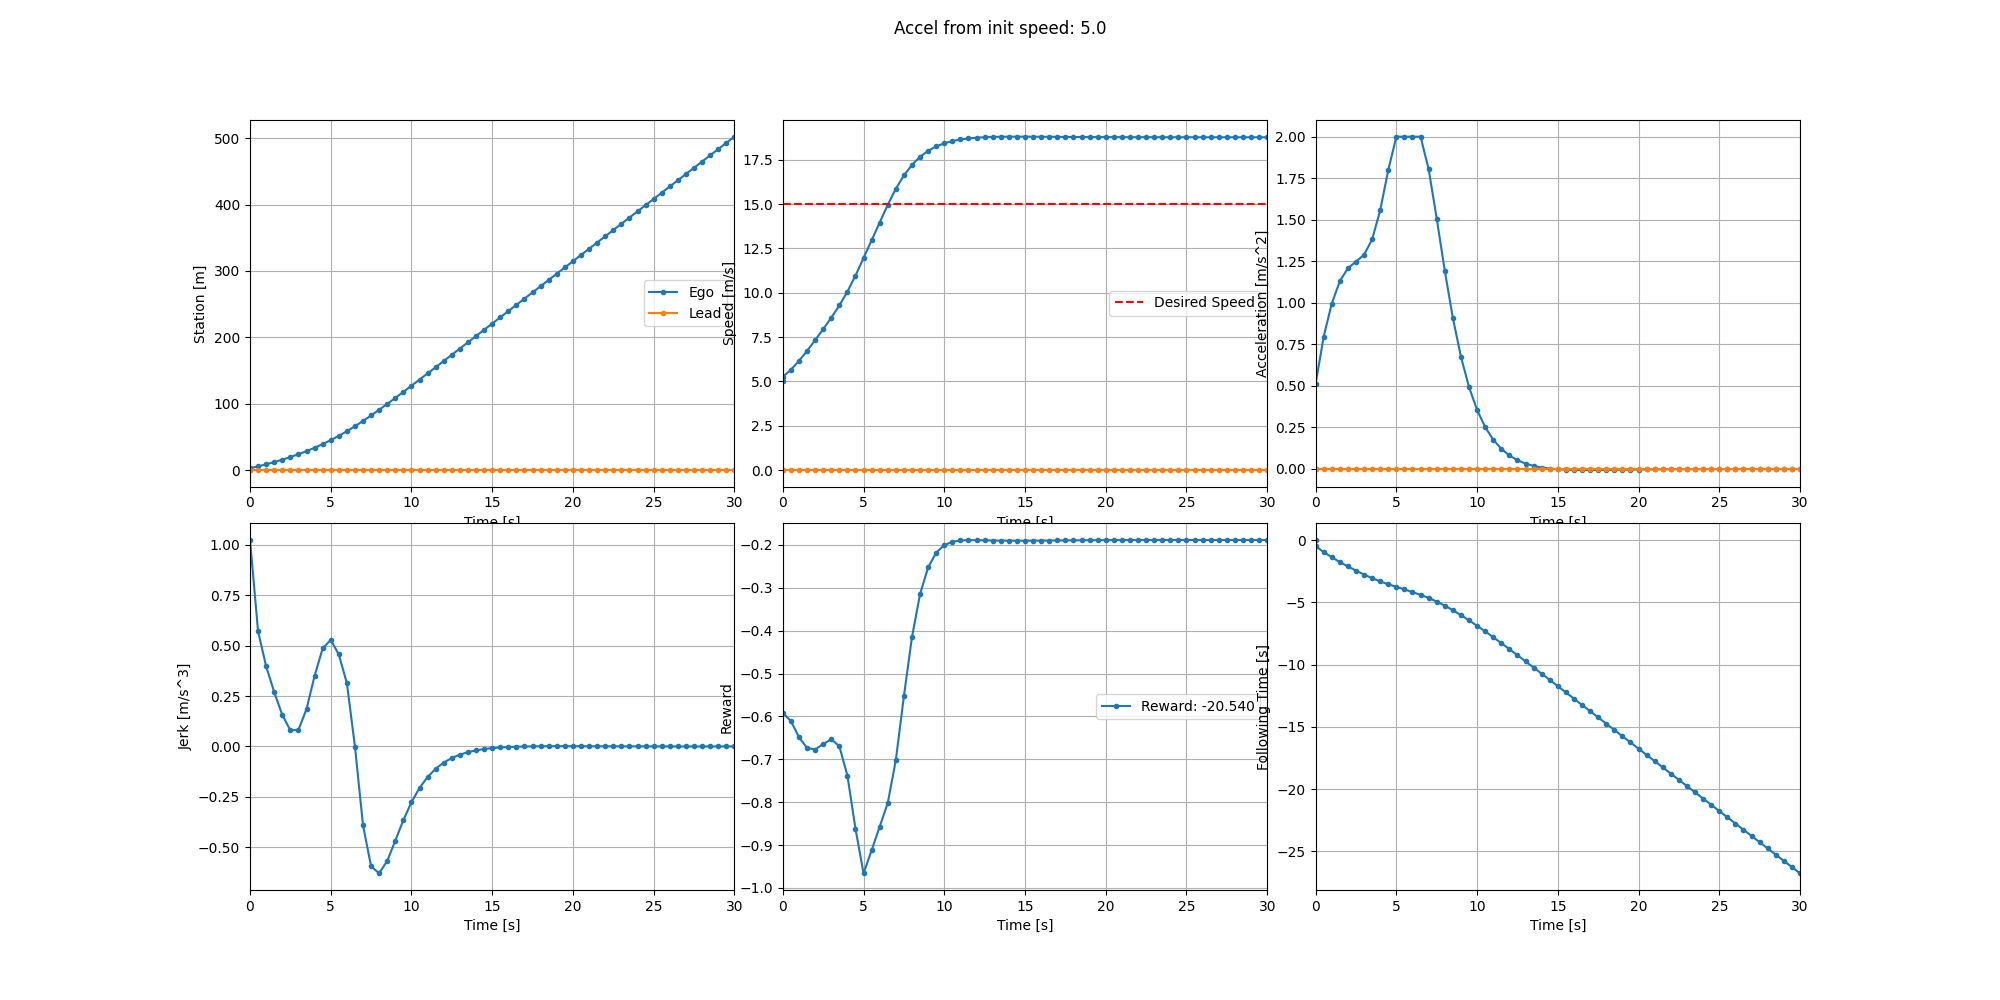 Accel from init speed: 5.0
Station [m]
500
400
300
200
100
0
Ego
Lead
0 5 10 15 20 25 30
Time [s]
Speed [m/s]
17.5
15.0
12.5
10.0
7.5
5.0
2.5
0.0
Desired Speed
0 5 10 15 20 25 30
Time [s]
Acceleration [m/s^2]
2.00
1.75
1.50
1.25
1.00
0.75
0.50
0.25
0.00
0 5 10 15 20 25 30
Time [s]
Jerk [m/s^3]
1.00
0.75
0.50
0.25
0.00
−0.25
−0.50
0 5 10 15 20 25 30
Time [s]
Reward
−0.2
−0.3
−0.4
−0.5
−0.6
−0.7
−0.8
−0.9
−1.0
Reward: -20.540
0 5 10 15 20 25 30
Time [s]
Following Time [s]
0
−5
−10
−15
−20
−25
0 5 10 15 20 25 30
Time [s]